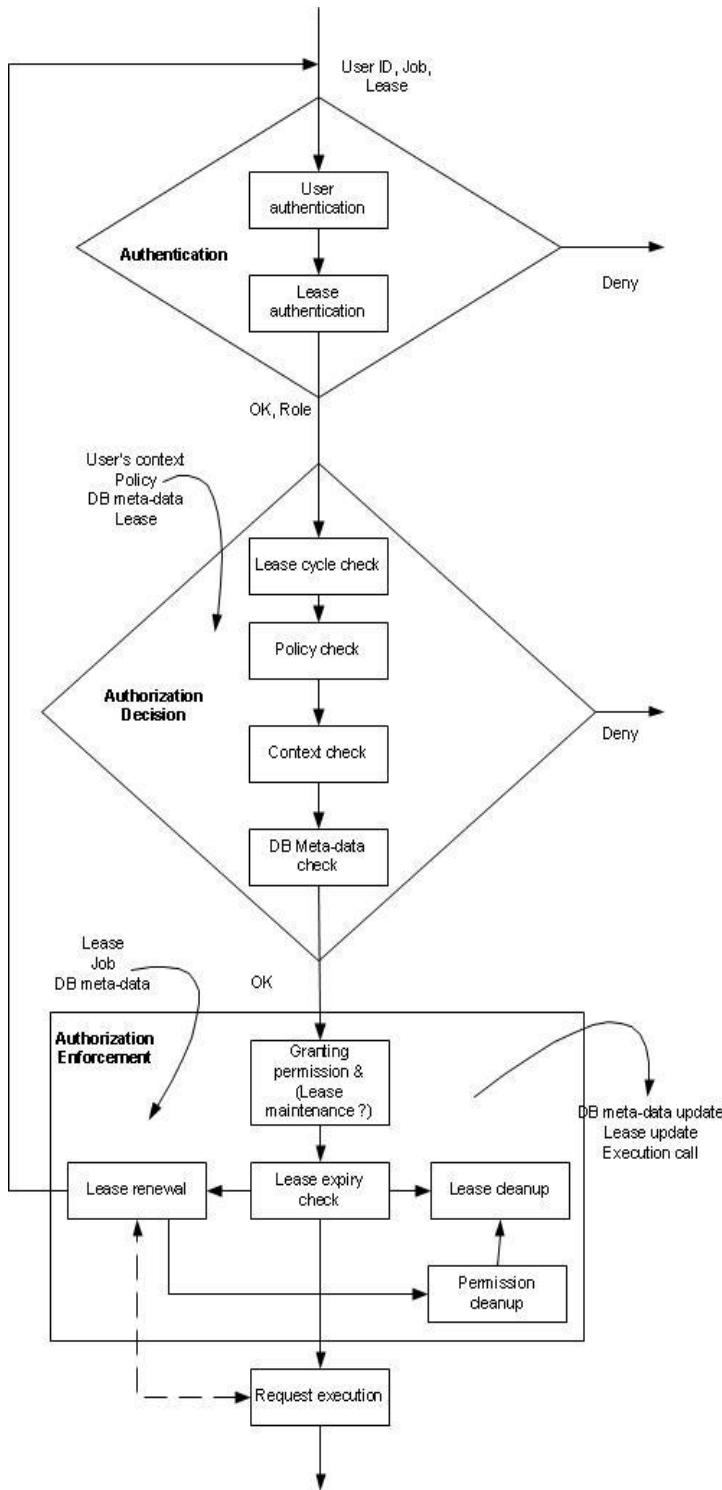 User ID, Job,
Lease
User
authentication
Authentication
Lease
authentication
Deny
OK, Role
User's context
Policy
DB meta-data
Lease
Lease cycle check
Policy check
Authorization
Decision
Context check
Deny
DB Meta-data
check
Lease
Job
DB meta-data
OK
Authorization
Enforcement
Granting
permission &
(Lease
maintenance ?)
DB meta-data update
Lease update
Execution call
Lease renewal
Lease expiry
check
Lease cleanup
Permission
cleanup
Request execution